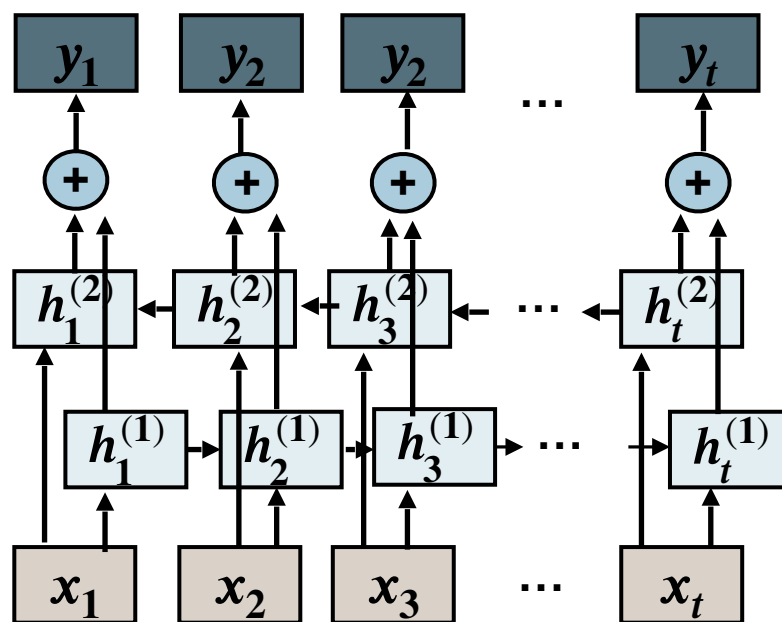 y₁ y₂ y₂ ... yₜ
+ + + +
h₁⁽²⁾ h₂⁽²⁾ h₃⁽²⁾ ... hₜ⁽²⁾
h₁⁽¹⁾ h₂⁽¹⁾ h₃⁽¹⁾ ... hₜ⁽¹⁾
x₁ x₂ x₃ ... xₜ